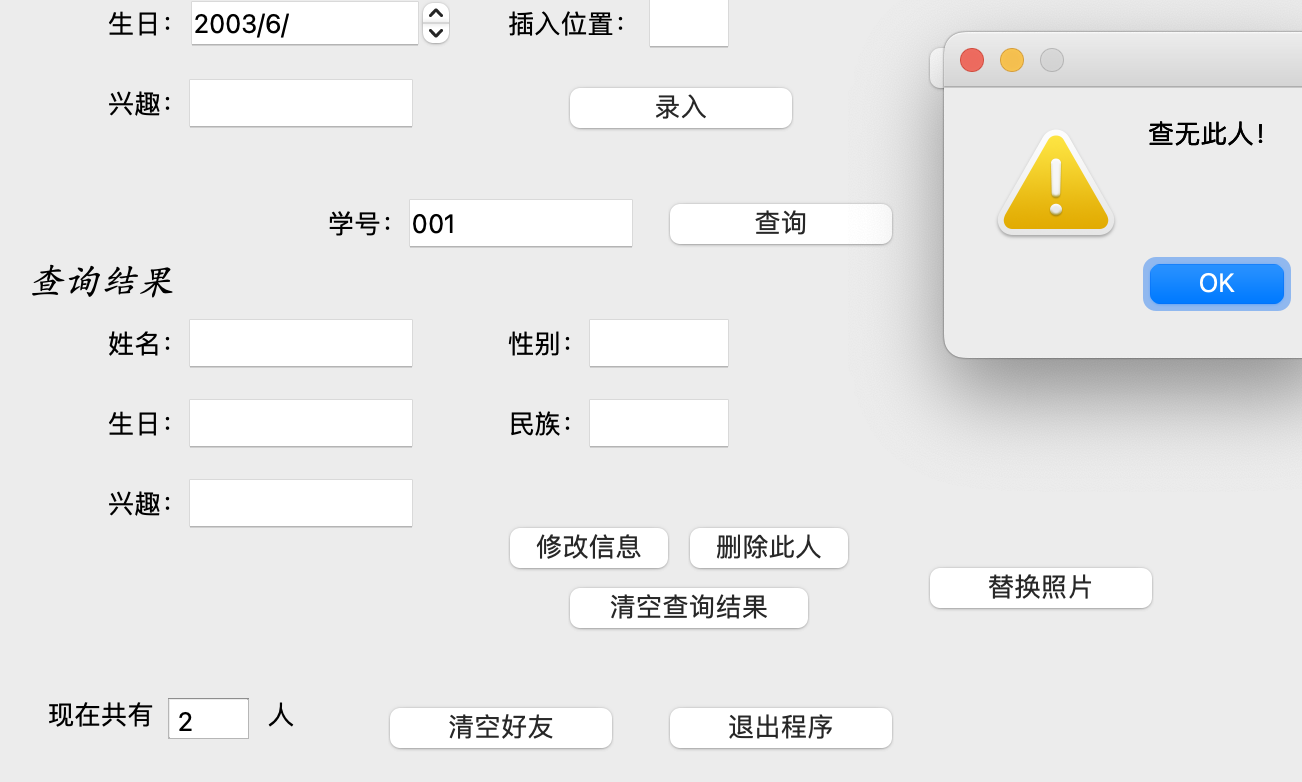 生日： 2003/6/ 插入位置：
兴趣： 录入
查无此人！
学号： 001 查询
OK
查询结果
姓名： 性别：
生日： 民族：
兴趣：
修改信息 删除此人
替换照片
清空查询结果
现在共有 2 人 清空好友 退出程序